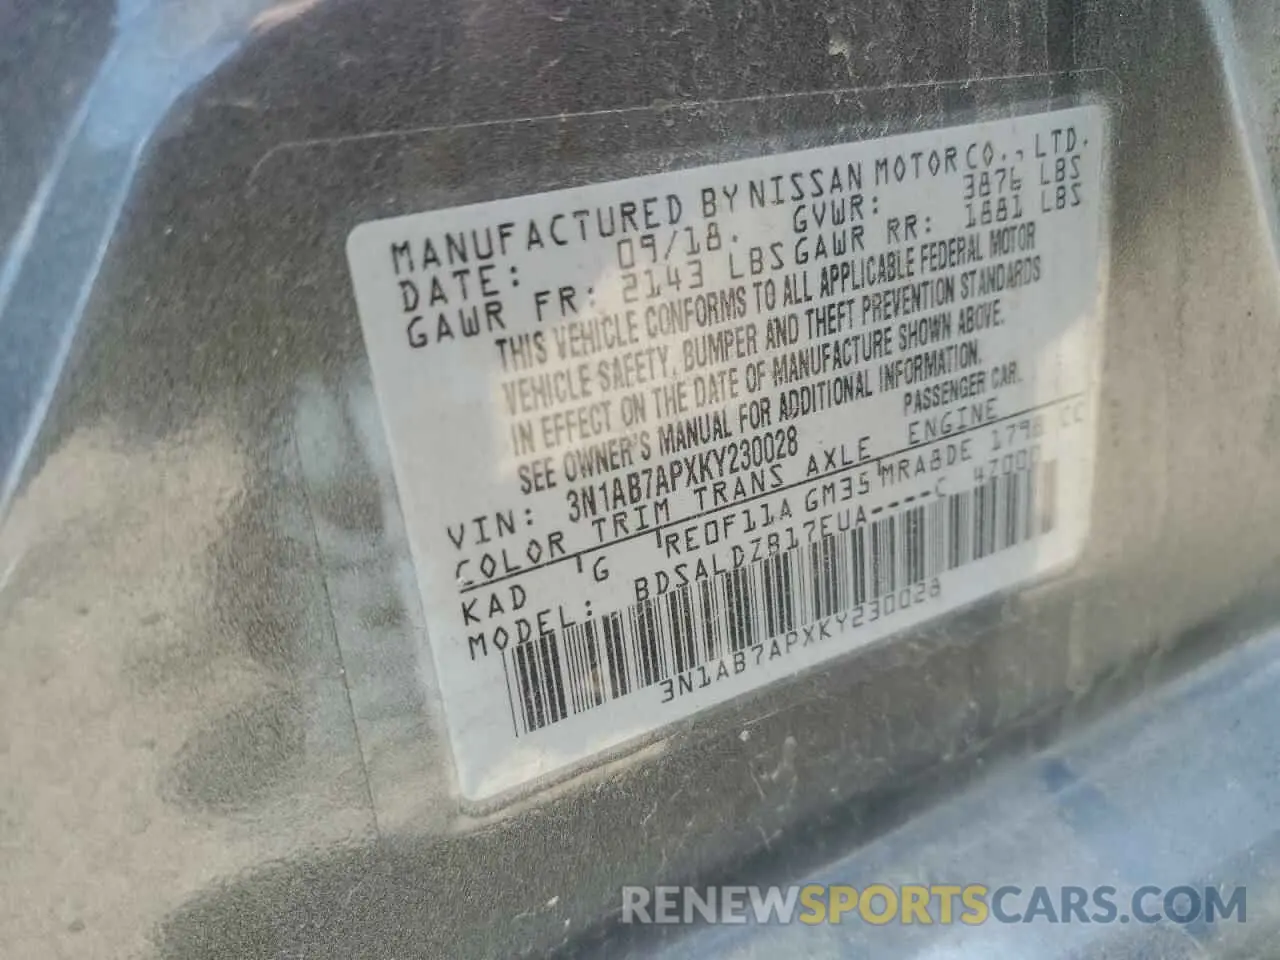 MANUFACTURED BY NISSAN MOTOR CO., LTD.
DATE: 09/18. GVWR: 3876 LBS
GAWR FR: 2143 LBS GAWR RR: 1881 LBS
THIS VEHICLE CONFORMS TO ALL APPLICABLE FEDERAL MOTOR
VEHICLE SAFETY, BUMPER AND THEFT PREVENTION STANDARDS
IN EFFECT ON THE DATE OF MANUFACTURE SHOWN ABOVE.
SEE OWNER'S MANUAL FOR ADDITIONAL INFORMATION.
VIN: 3N1AB7APXKY230028 PASSENGER CAR.
COLOR TRIM TRANS AXLE ENGINE
KAD G RE0F11A GM35 MRA8DE 1798 CC
MODEL: BDSALDZB17EUA----C
3N1AB7APXKY230028
RENEWSPORTSCARS.COM